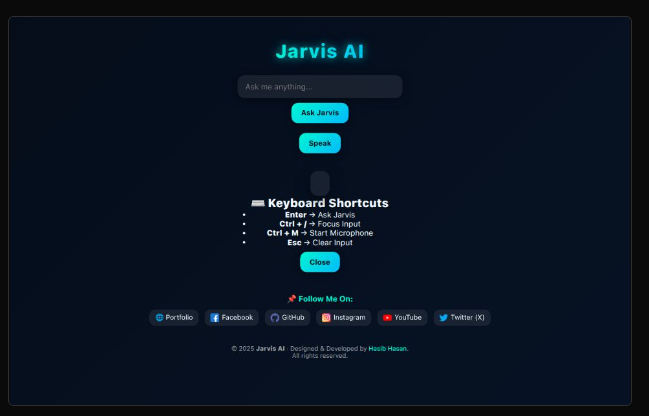 Jarvis AI
Ask me anything...
Ask Jarvis
Speak
⌨️ Keyboard Shortcuts
• Enter → Ask Jarvis
• Ctrl + / → Focus Input
• Ctrl + M → Start Microphone
• Esc → Clear Input
Close
📌 Follow Me On:
🌐 Portfolio Facebook GitHub Instagram YouTube Twitter (X)
© 2025 Jarvis AI · Designed & Developed by Hasib Hasan.
All rights reserved.